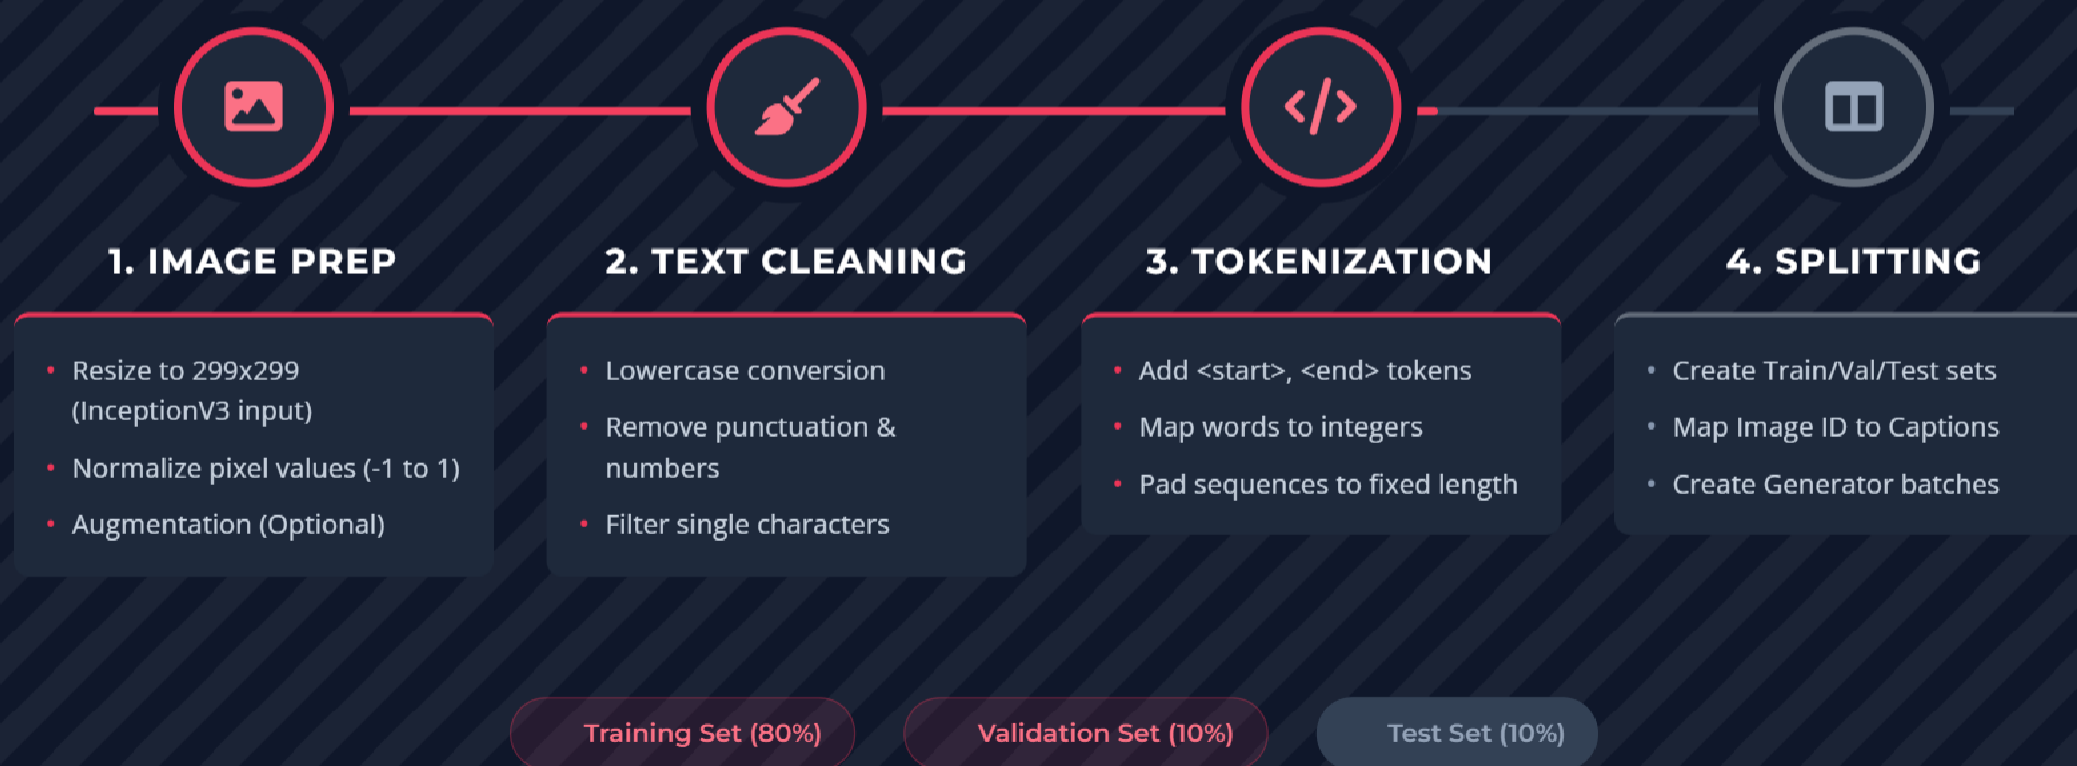 1. IMAGE PREP
• Resize to 299x299
(InceptionV3 input)
• Normalize pixel values (-1 to 1)
• Augmentation (Optional)
2. TEXT CLEANING
• Lowercase conversion
• Remove punctuation &
numbers
• Filter single characters
3. TOKENIZATION
• Add <start>, <end> tokens
• Map words to integers
• Pad sequences to fixed length
4. SPLITTING
• Create Train/Val/Test sets
• Map Image ID to Captions
• Create Generator batches
Training Set (80%)
Validation Set (10%)
Test Set (10%)